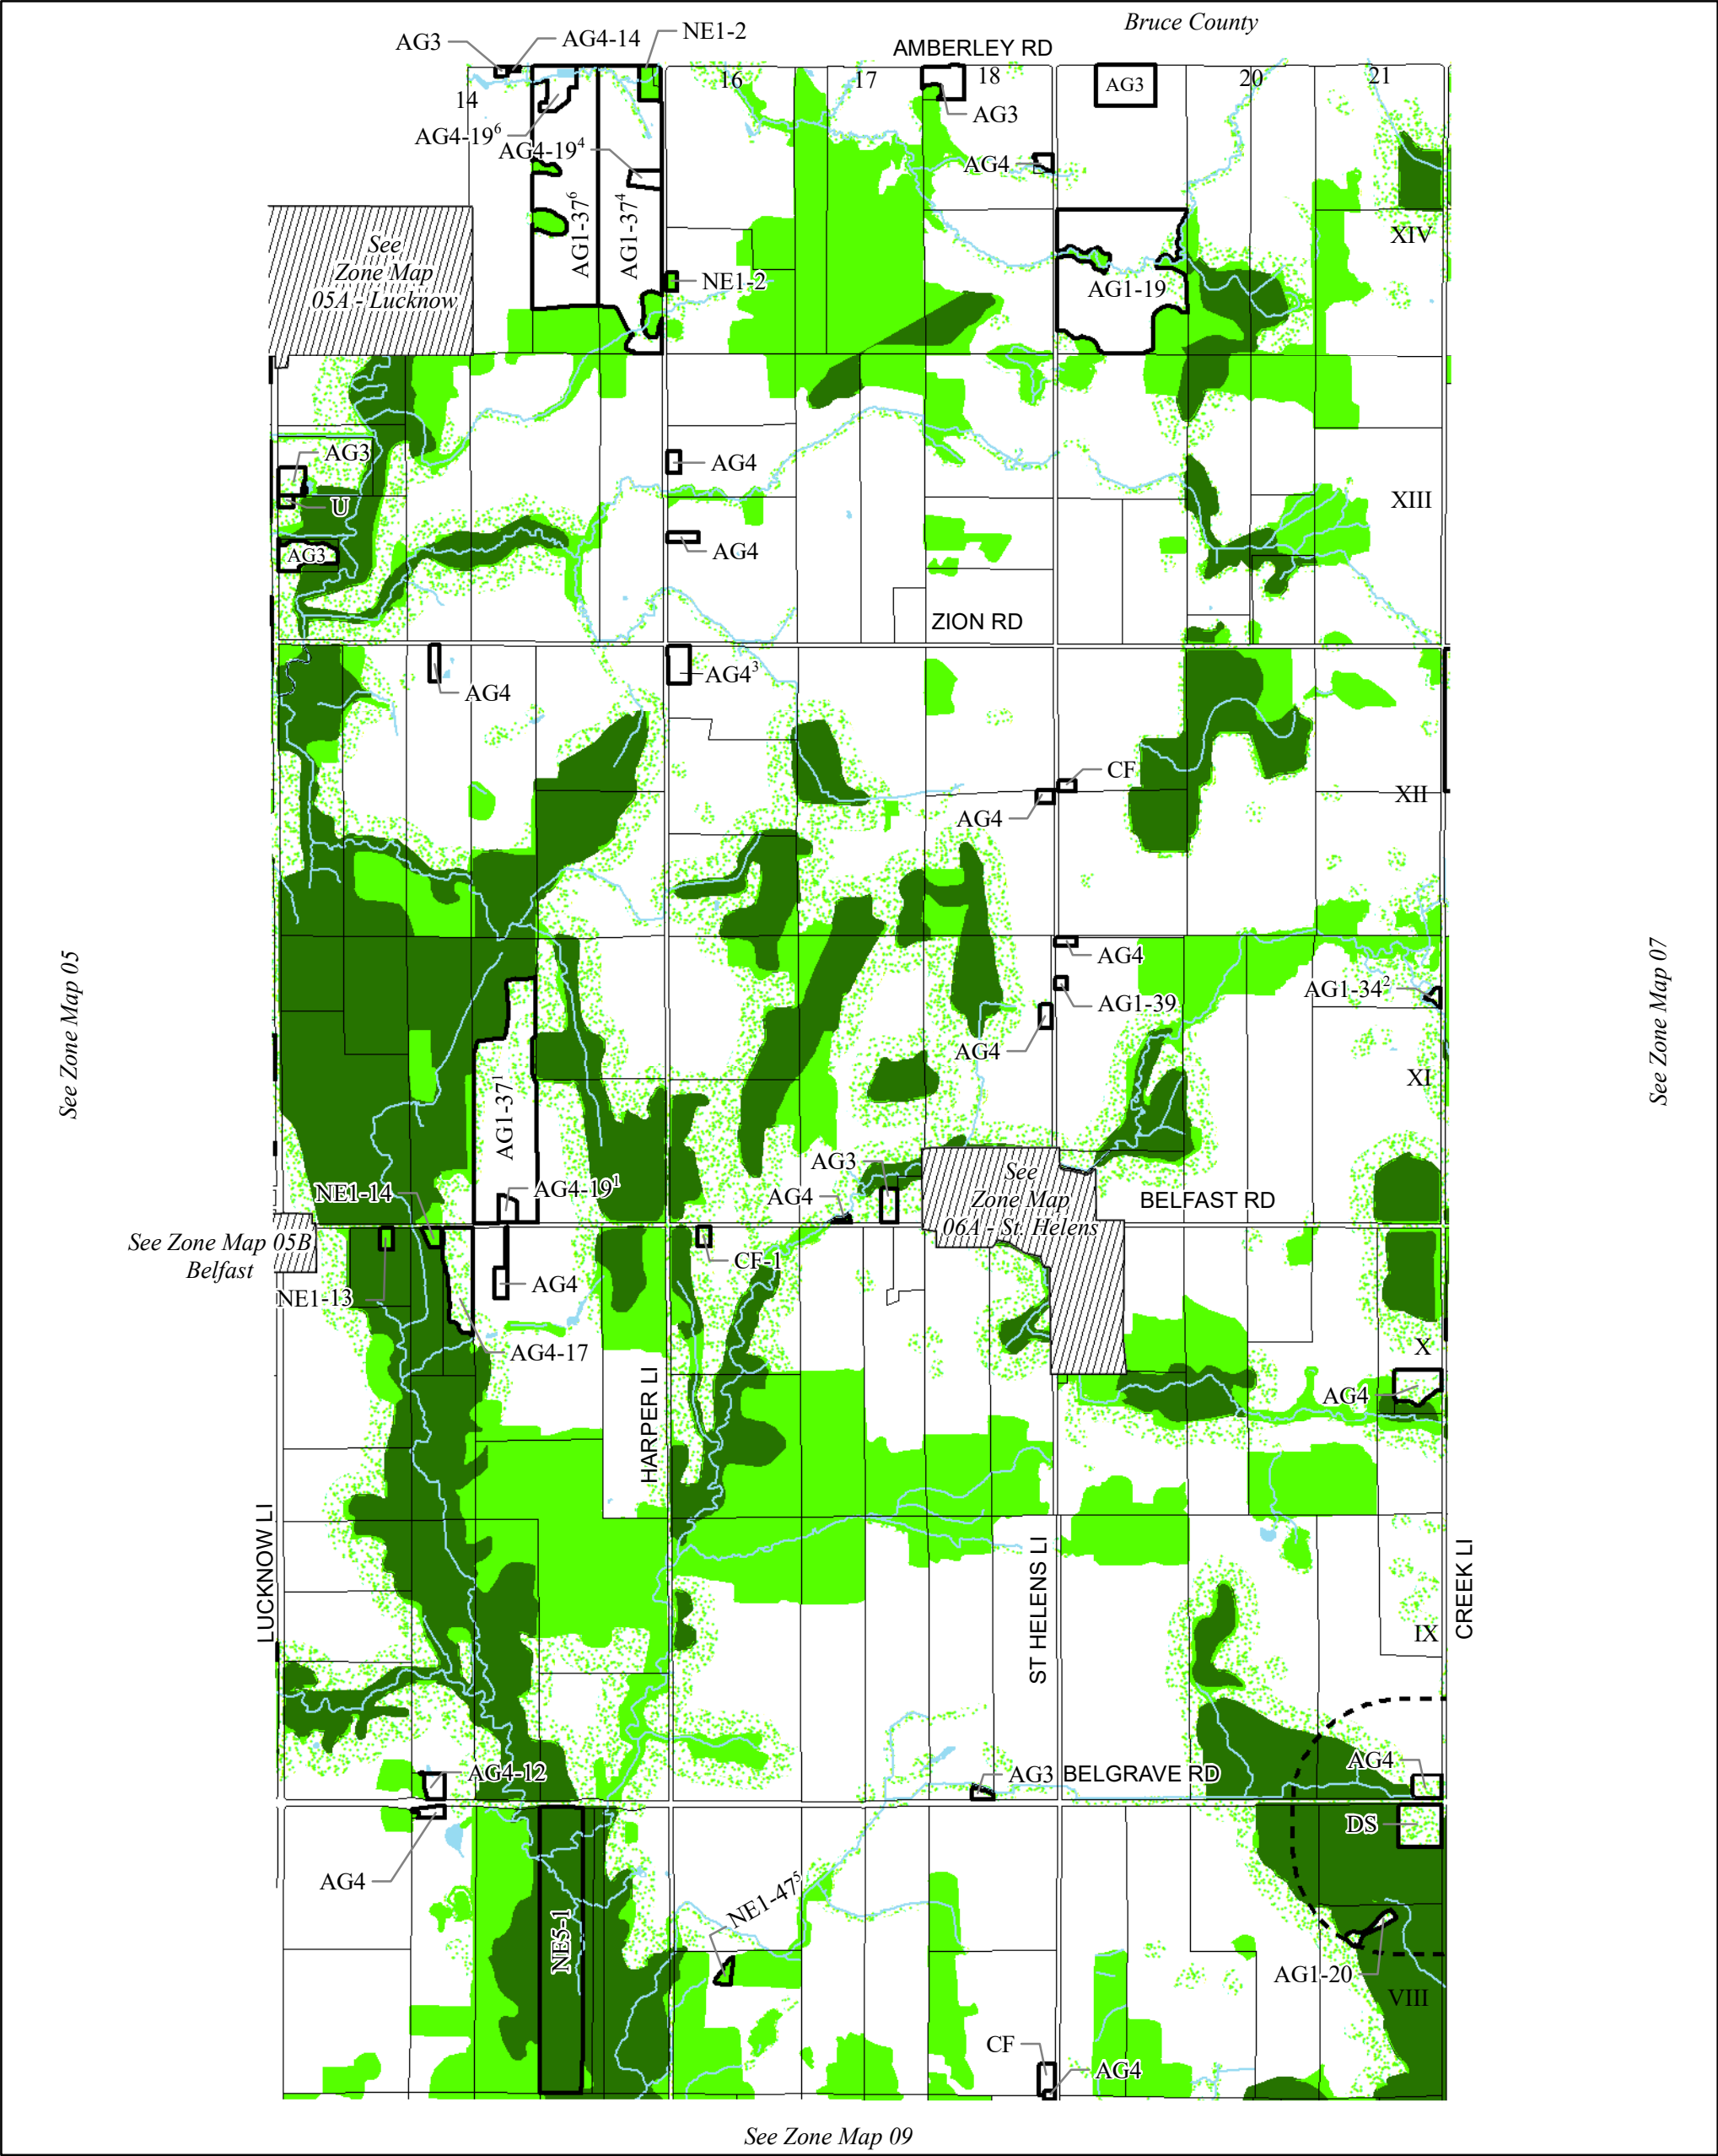 Bruce County
AG3
AG4-14
NE1-2
AMBERLEY RD
14
16
17
18
20
21
AG3
AG3
AG4-19⁶
AG4-19⁴
AG4
AG1-37⁶
AG1-37⁴
XIV
See
Zone Map
05A - Lucknow
NE1-2
AG1-19
AG3
AG4
U
XIII
AG3
AG4
ZION RD
AG4
AG4³
CF
XII
AG4
See Zone Map 05
See Zone Map 07
AG4
AG1-34²
AG1-39
AG4
XI
AG1-37¹
AG3
See
Zone Map
06A - St. Helens
AG4-19¹
NE1-14
AG4
BELFAST RD
See Zone Map 05B
Belfast
CF-1
AG4
NE1-13
AG4-17
X
AG4
HARPER LI
LUCKNOW LI
ST HELENS LI
CREEK LI
IX
AG4
AG4-12
AG3
BELGRAVE RD
DS
AG4
NE1-47⁵
NE5-1
AG1-20
VIII
CF
AG4
See Zone Map 09